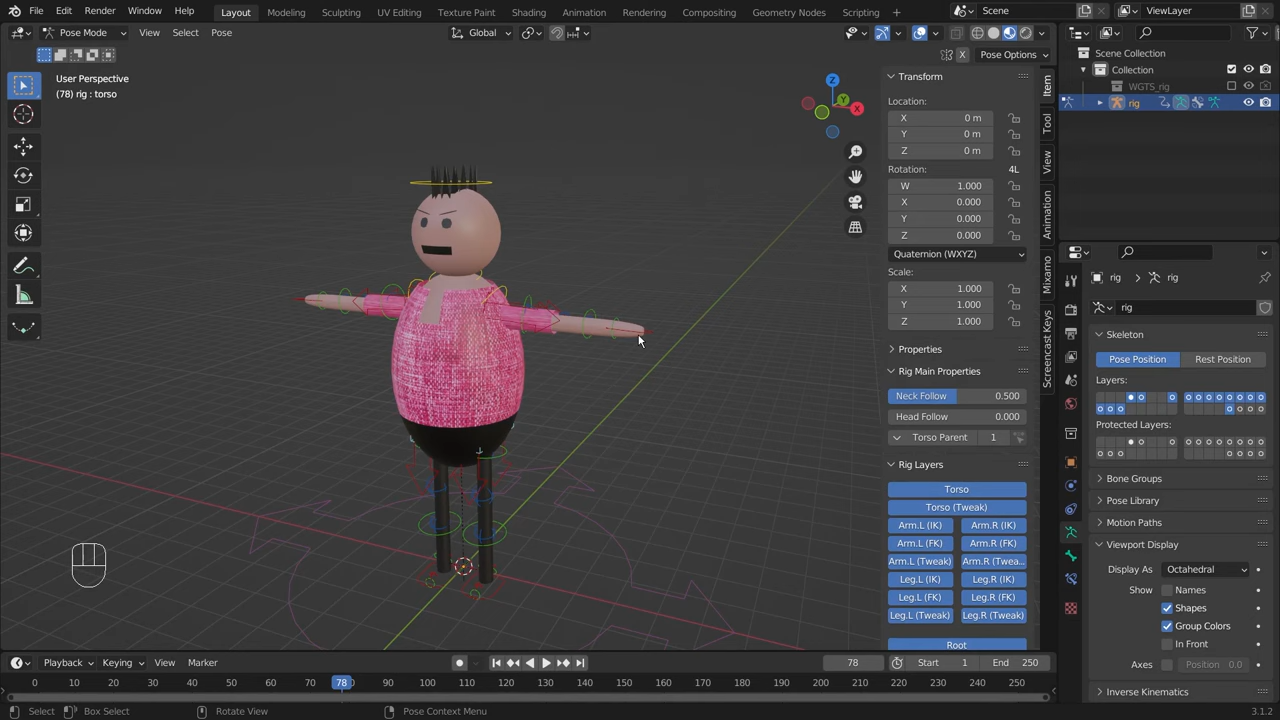 File Edit Render Window Help Layout Modeling Sculpting UV Editing Texture Paint Shading Animation Rendering Compositing Geometry Nodes Scripting Scene ViewLayer
Pose Mode View Select Pose Global
X Pose Options
User Perspective
(78) rig : torso
Z
Y
X
Transform
Location:
X 0 m
Y 0 m
Z 0 m
Rotation: 4L
W 1.000
X 0.000
Y 0.000
Z 0.000
Quaternion (WXYZ)
Scale:
X 1.000
Y 1.000
Z 1.000
Properties
Rig Main Properties
Neck Follow 0.500
Head Follow 0.000
Torso Parent 1
Rig Layers
Torso
Torso (Tweak)
Arm.L (IK) Arm.R (IK)
Arm.L (FK) Arm.R (FK)
Arm.L (Tweak) Arm.R (Twea...
Leg.L (IK) Leg.R (IK)
Leg.L (FK) Leg.R (FK)
Leg.L (Tweak) Leg.R (Tweak)
Root
Item
Tool
View
Animation
Mixamo
Screencast Keys
Scene Collection
Collection
WGTS_rig
rig
rig rig
rig
Skeleton
Pose Position Rest Position
Layers:
Protected Layers:
Bone Groups
Pose Library
Motion Paths
Viewport Display
Display As Octahedral
Show Names
Shapes
Group Colors
In Front
Axes Position 0.0
Inverse Kinematics
Playback Keying View Marker 78 Start 1 End 250
0 10 20 30 40 50 60 70 78 90 100 110 120 130 140 150 160 170 180 190 200 210 220 230 240 250
Select Box Select Rotate View Pose Context Menu 3.1.2